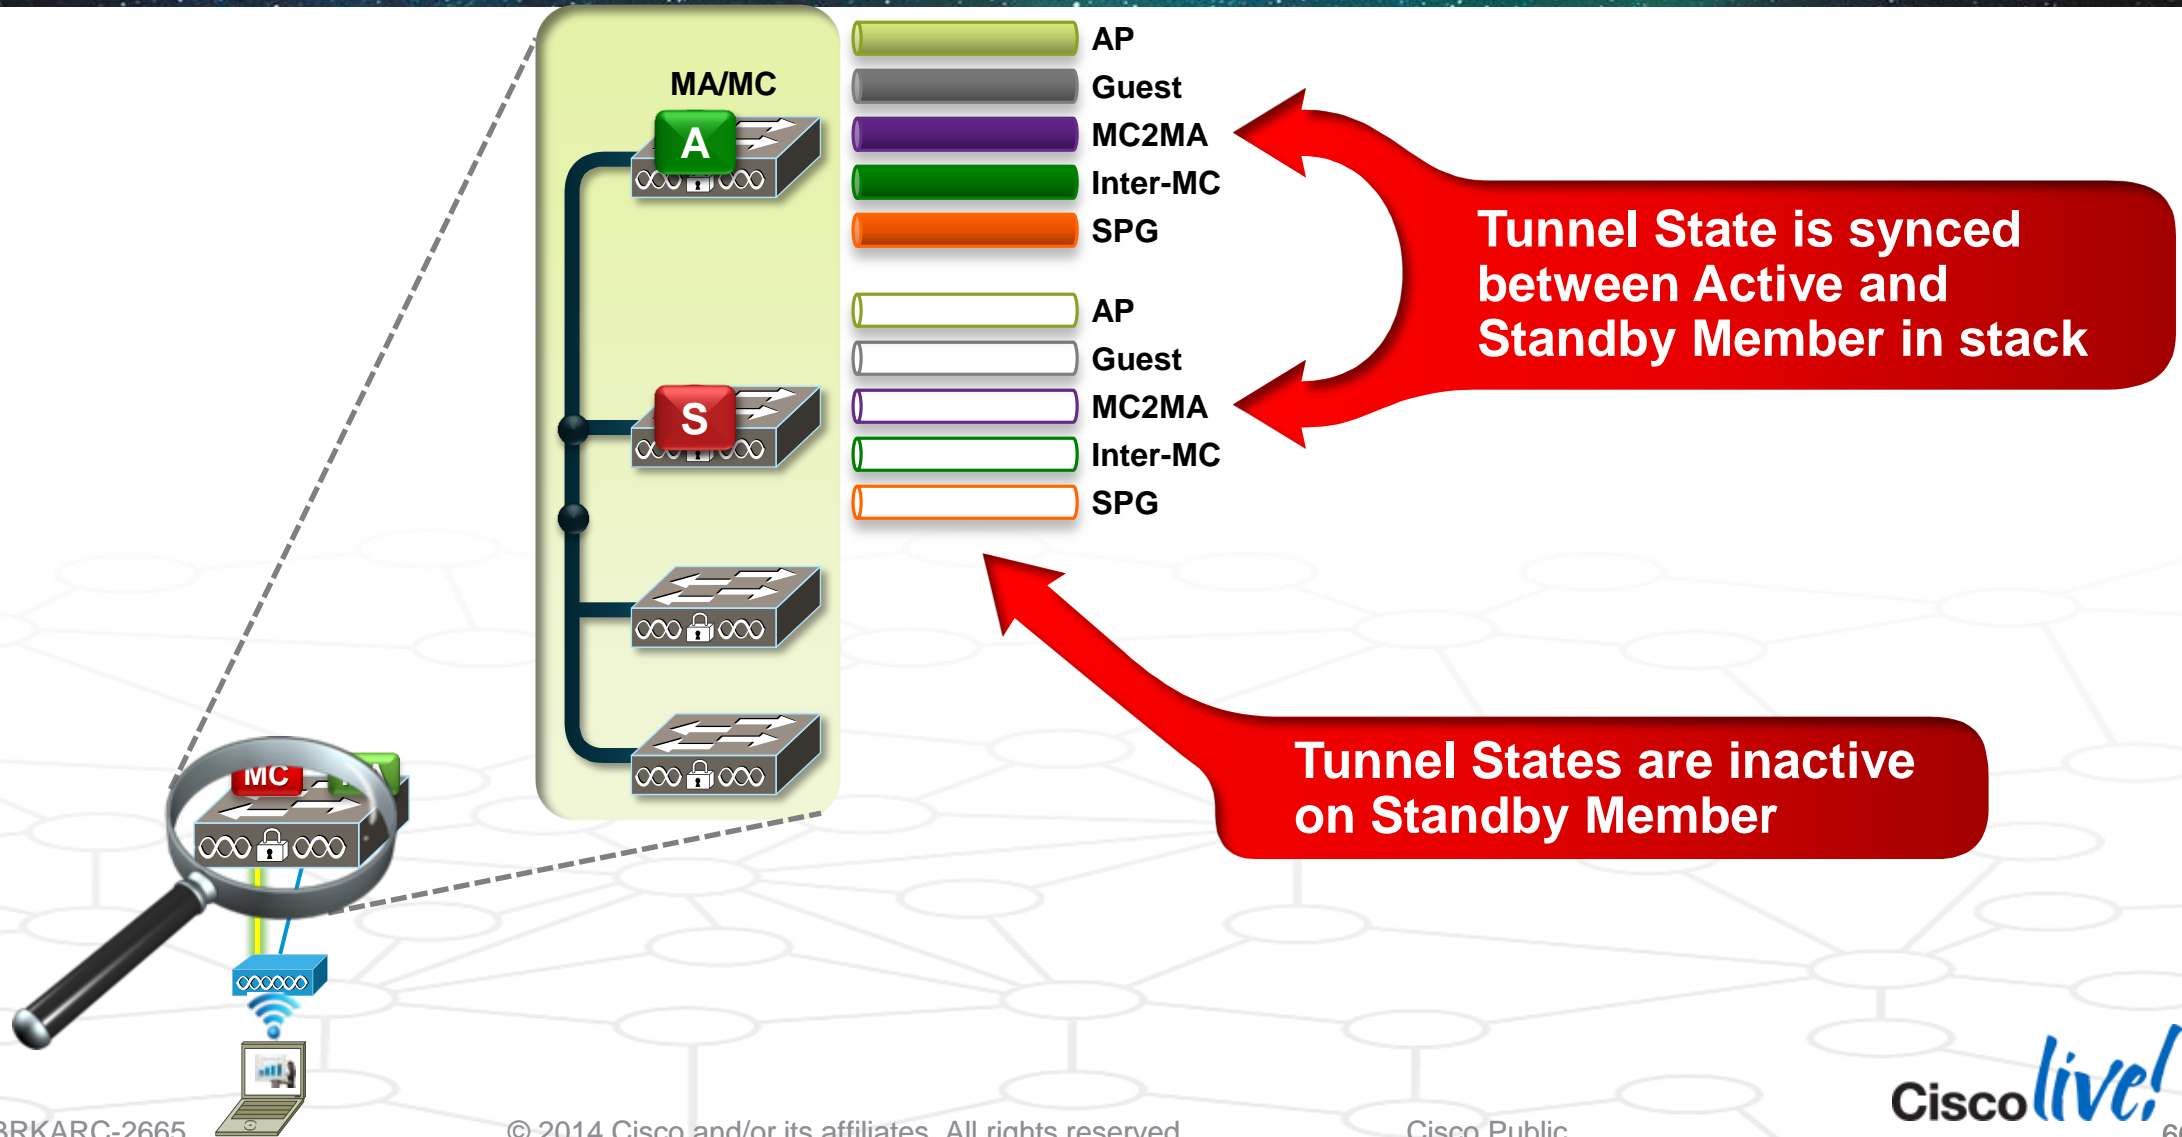 MA/MC
A
AP
Guest
MC2MA
Inter-MC
SPG
S
AP
Guest
MC2MA
Inter-MC
SPG
Tunnel State is synced
between Active and
Standby Member in stack
Tunnel States are inactive
on Standby Member
MC
BRKARC-2665
© 2014 Cisco and/or its affiliates. All rights reserved.
Cisco Public
Cisco live!